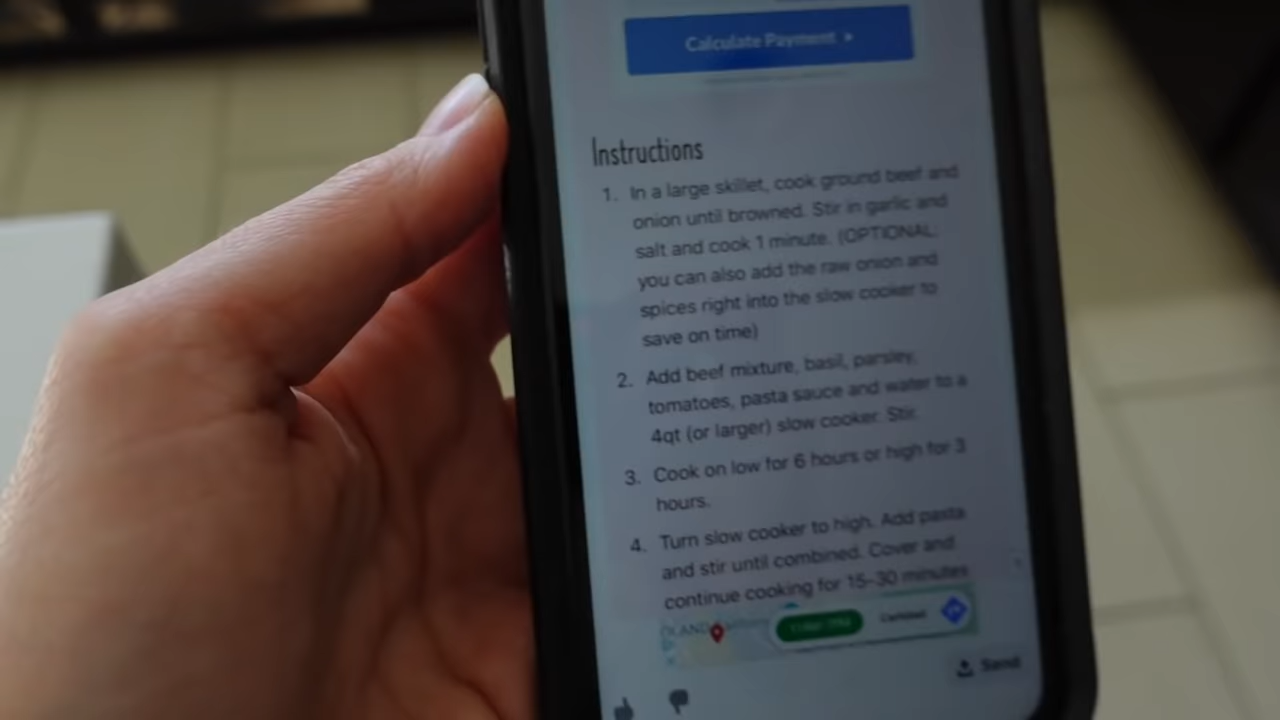 Calculate Payment
Instructions
1. In a large skillet, cook ground beef and
onion until browned. Stir in garlic and
salt and cook 1 minute. (OPTIONAL:
you can also add the raw onion and
spices right into the slow cooker to
save on time)
2. Add beef mixture, basil, parsley,
tomatoes, pasta sauce and water to a
4qt (or larger) slow cooker. Stir.
3. Cook on low for 6 hours or high for 3
hours.
4. Turn slow cooker to high. Add pasta
and stir until combined. Cover and
continue cooking for 15-30 minutes
Send